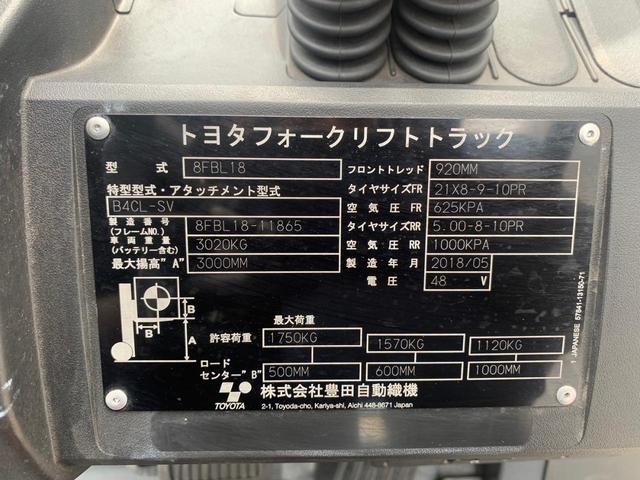 トヨタフォークリフトトラック
型 式 8FBL18 フロントトレッド 920MM
特型型式・アタッチメント型式 タイヤサイズFR 21X8-9-10PR
B4CL-SV 空 気 圧 FR 625KPA
製 造 番 号 (フレームNO.) 8FBL18-11865 タイヤサイズRR 5.00-8-10PR
車 両 重 量 (バッテリー含む) 3020KG 空 気 圧 RR 1000KPA
最大揚高"A" 3000MM 製 造 年 月 2018/05
電 圧 48 V
B
B A
最大荷重
許容荷重 1750KG 1570KG 1120KG
ロード
センター"B" 500MM 600MM 1000MM
TOYOTA 株式会社豊田自動織機
2-1, Toyoda-cho, Kariya-shi, Aichi 448-8671 Japan
1 JAPANESE 57841-13150-71